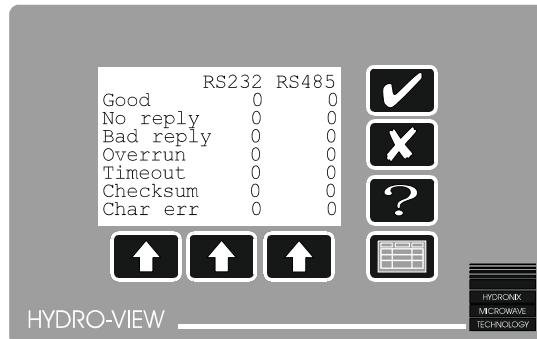 RS232 RS485
Good 0 0
No reply 0 0
Bad reply 0 0
Overrun 0 0
Timeout 0 0
Checksum 0 0
Char err 0 0
?
HYDRO-VIEW
HYDRONIX
MICROWAVE
TECHNOLOGY